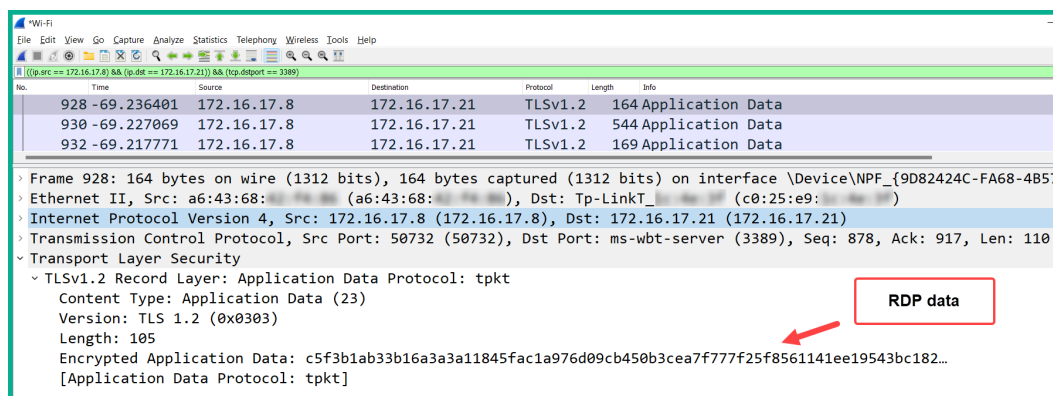 *Wi-Fi
File Edit View Go Capture Analyze Statistics Telephony Wireless Tools Help
((ip.src == 172.16.17.8) && (ip.dst == 172.16.17.21)) && (tcp.dstport == 3389)
No. Time Source Destination Protocol Length Info
928 -69.236401 172.16.17.8 172.16.17.21 TLSv1.2 164 Application Data
930 -69.227069 172.16.17.8 172.16.17.21 TLSv1.2 544 Application Data
932 -69.217771 172.16.17.8 172.16.17.21 TLSv1.2 169 Application Data
Frame 928: 164 bytes on wire (1312 bits), 164 bytes captured (1312 bits) on interface \Device\NPF_{9D82424C-FA68-4B57
Ethernet II, Src: a6:43:68: (a6:43:68: ), Dst: Tp-LinkT_ (c0:25:e9: )
Internet Protocol Version 4, Src: 172.16.17.8 (172.16.17.8), Dst: 172.16.17.21 (172.16.17.21)
Transmission Control Protocol, Src Port: 50732 (50732), Dst Port: ms-wbt-server (3389), Seq: 878, Ack: 917, Len: 110
Transport Layer Security
TLSv1.2 Record Layer: Application Data Protocol: tpkt
Content Type: Application Data (23)
Version: TLS 1.2 (0x0303)
Length: 105
Encrypted Application Data: c5f3b1ab33b16a3a3a11845fac1a976d09cb450b3cea7f777f25f8561141ee19543bc182…
[Application Data Protocol: tpkt]
RDP data